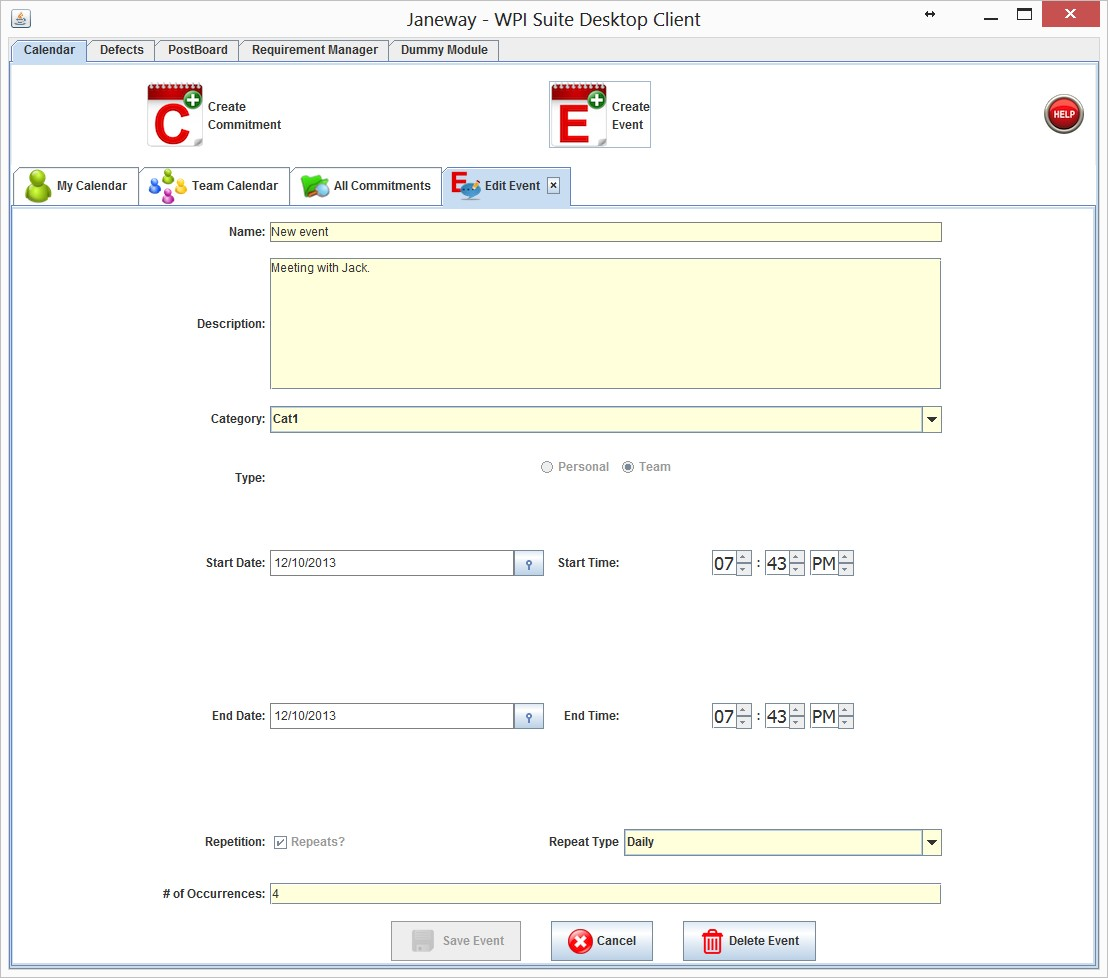 Janeway - WPI Suite Desktop Client
Calendar Defects PostBoard Requirement Manager Dummy Module
C Create Commitment
E Create Event
HELP
My Calendar Team Calendar All Commitments E Edit Event
Name: New event
Description: Meeting with Jack.
Category: Cat1
Type: Personal Team
Start Date: 12/10/2013 Start Time: 07 : 43 PM
End Date: 12/10/2013 End Time: 07 : 43 PM
Repetition: Repeats? Repeat Type Daily
# of Occurrences: 4
Save Event Cancel Delete Event